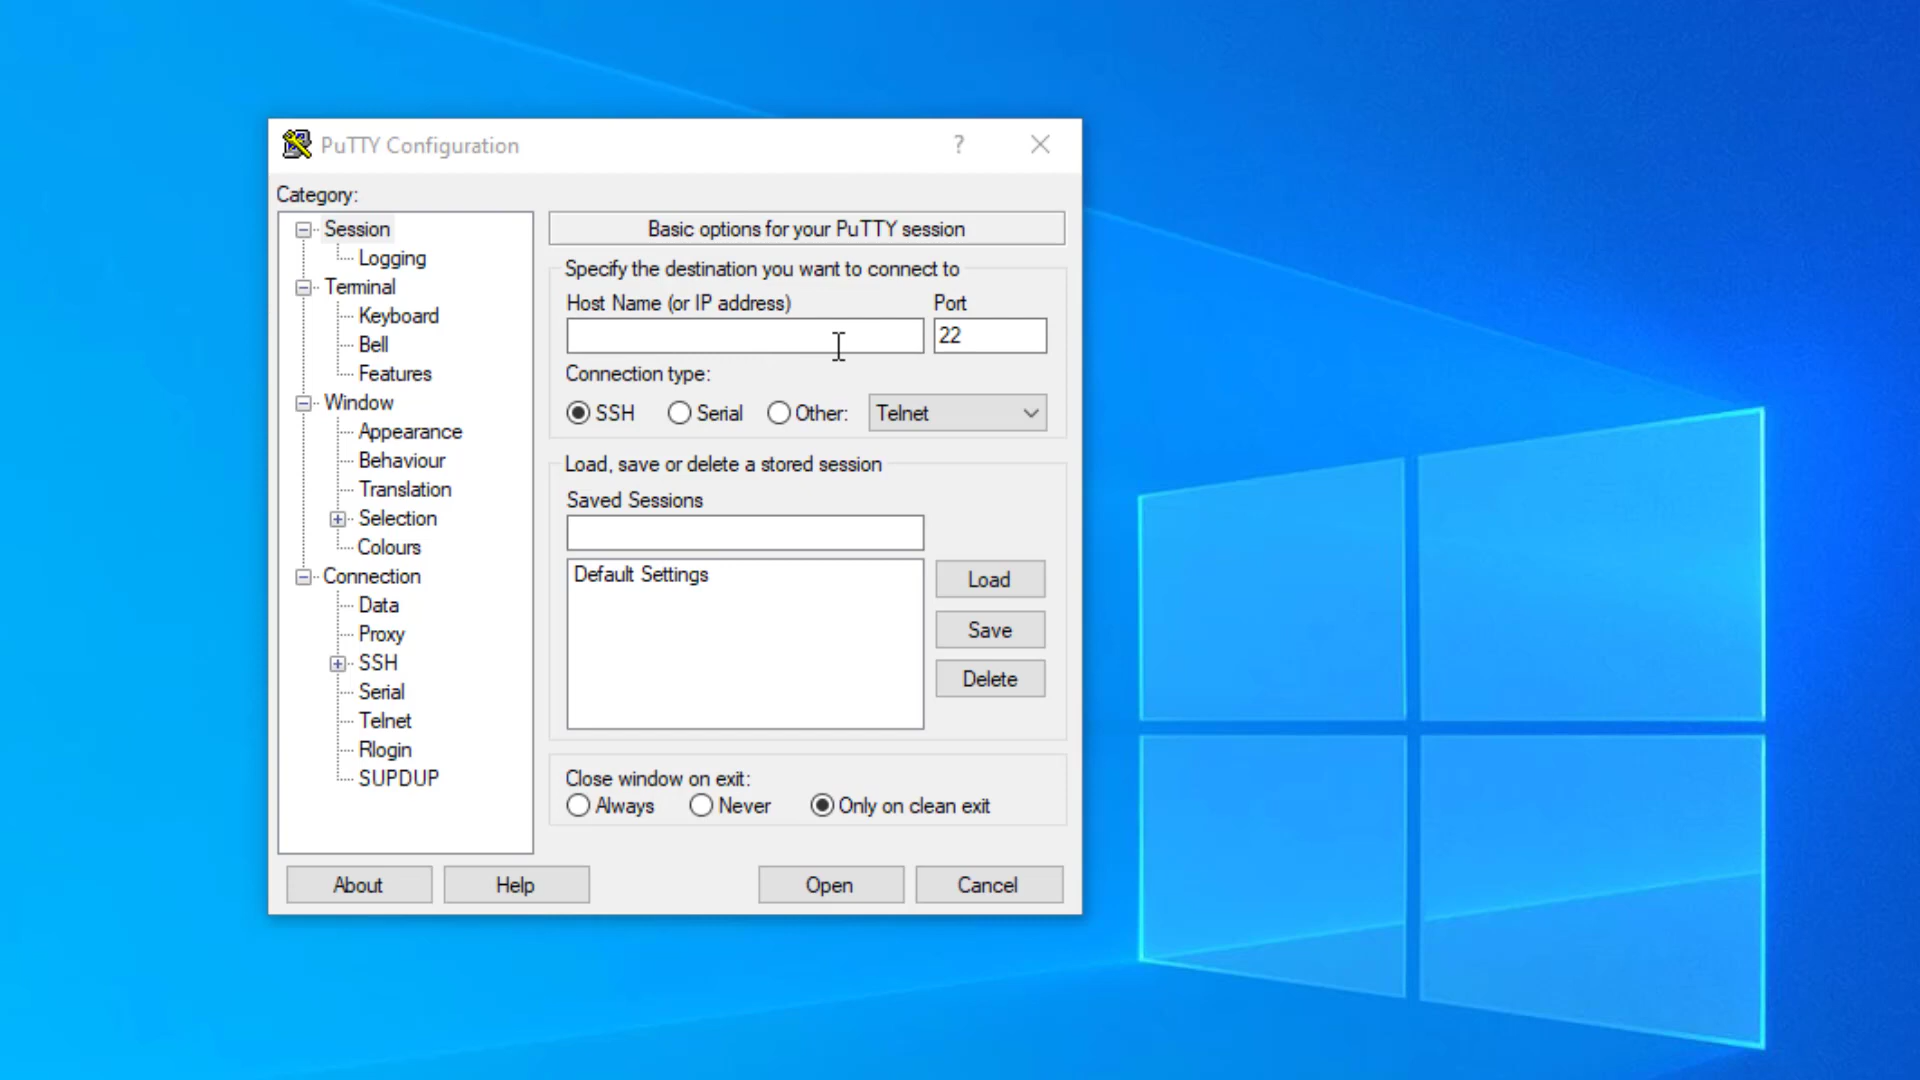 PuTTY Configuration
?
Category:
Session
Logging
Terminal
Keyboard
Bell
Features
Window
Appearance
Behaviour
Translation
Selection
Colours
Connection
Data
Proxy
SSH
Serial
Telnet
Rlogin
SUPDUP
Basic options for your PuTTY session
Specify the destination you want to connect to
Host Name (or IP address) Port
22
Connection type:
SSH Serial Other: Telnet
Load, save or delete a stored session
Saved Sessions
Default Settings
Load
Save
Delete
Close window on exit:
Always Never Only on clean exit
About Help Open Cancel